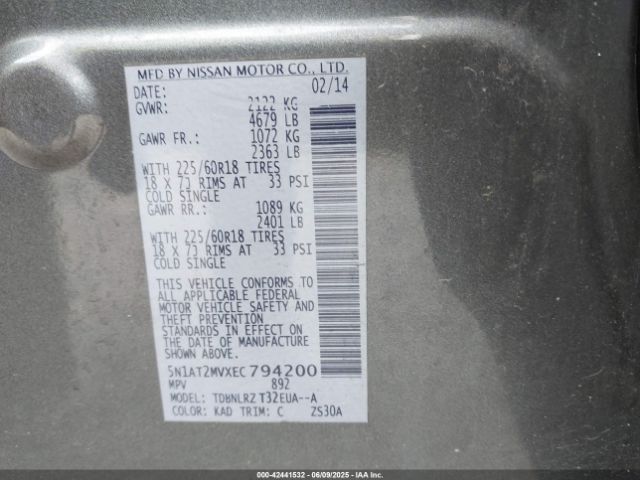 MFD BY NISSAN MOTOR CO., LTD.
DATE: 02/14
GVWR: 2122 KG
4679 LB
GAWR FR.: 1072 KG
2363 LB
WITH 225/60R18 TIRES
18 X 7J RIMS AT 33 PSI
COLD SINGLE
GAWR RR.: 1089 KG
2401 LB
WITH 225/60R18 TIRES
18 X 7J RIMS AT 33 PSI
COLD SINGLE
THIS VEHICLE CONFORMS TO
ALL APPLICABLE FEDERAL
MOTOR VEHICLE SAFETY AND
THEFT PREVENTION
STANDARDS IN EFFECT ON
THE DATE OF MANUFACTURE
SHOWN ABOVE.
5N1AT2MVXEC794200
MPV 892
MODEL: TDBNLRZ T32EUA--A
COLOR: KAD TRIM: C ZS30A
000-42441532 - 06/09/2025 - IAAI.COM